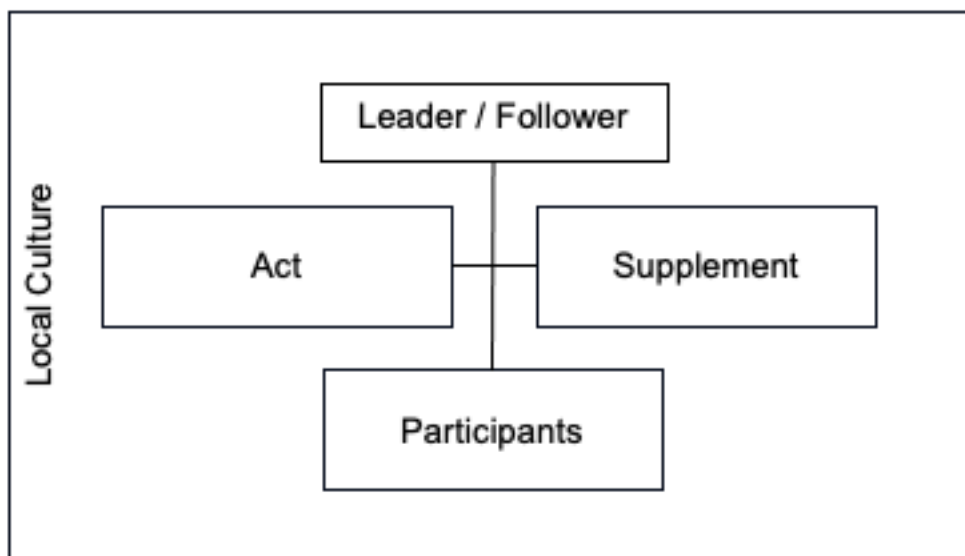 Local Culture
Leader / Follower
Act
Supplement
Participants